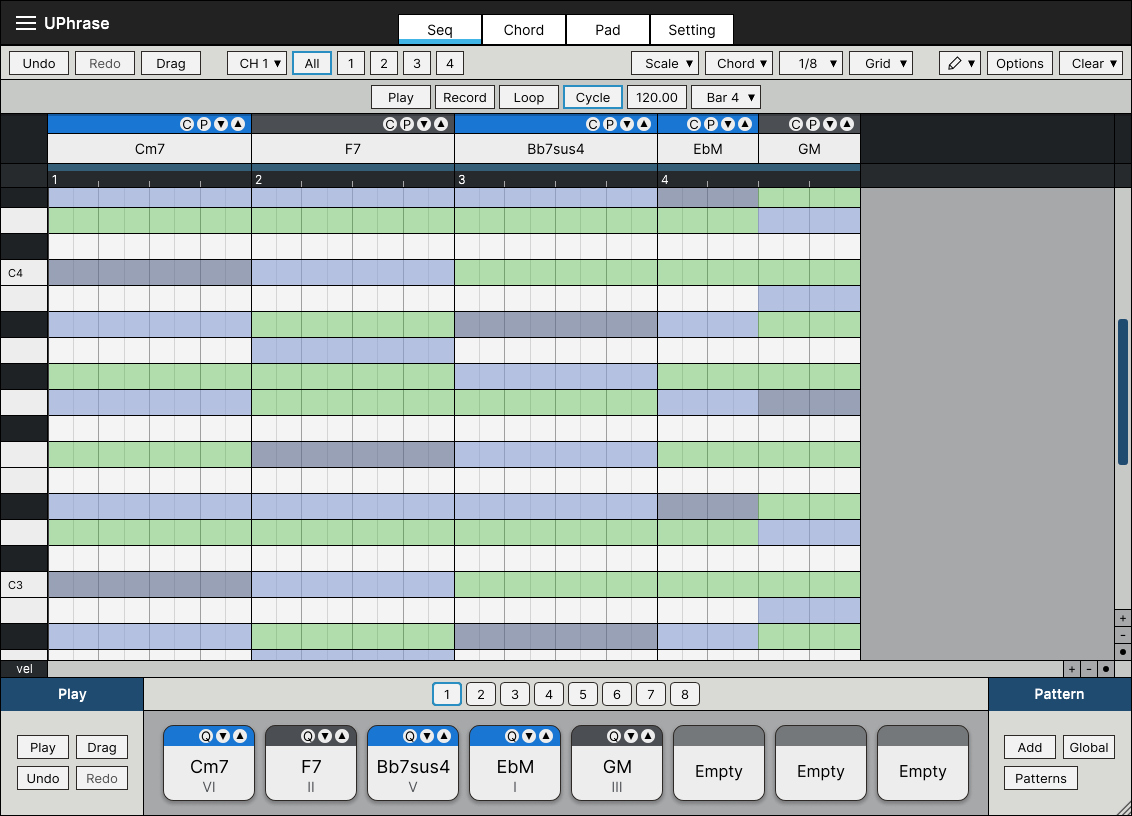 UPhrase
Seq Chord Pad Setting
Undo Redo Drag CH 1 ▼ All 1 2 3 4 Scale ▼ Chord ▼ 1/8 ▼ Grid ▼ ▼ Options Clear ▼
Play Record Loop Cycle 120.00 Bar 4 ▼
C P ▼ ▲ C P ▼ ▲ C P ▼ ▲ C P ▼ ▲ C P ▼ ▲
Cm7 F7 Bb7sus4 EbM GM
1 2 3 4
C4
C3
+
-
●
vel + - ●
Play 1 2 3 4 5 6 7 8 Pattern
Q ▼ ▲ Q ▼ ▲ Q ▼ ▲ Q ▼ ▲ Q ▼ ▲
Play Drag Cm7 F7 Bb7sus4 EbM GM Empty Empty Empty Add Global
Undo Redo VI II V I III Patterns